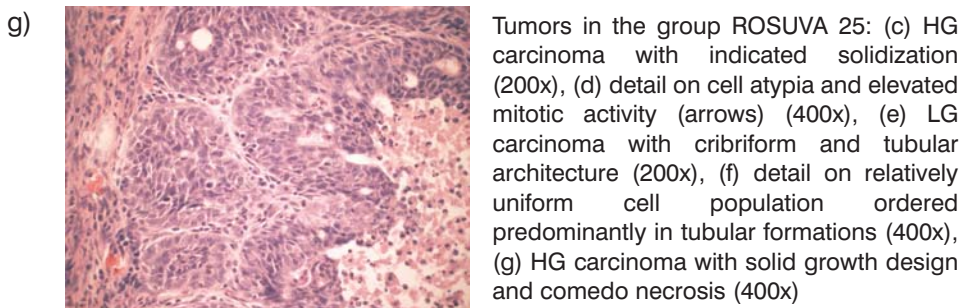 g)
Tumors in the group ROSUVA 25: (c) HG
carcinoma with indicated solidization
(200x), (d) detail on cell atypia and elevated
mitotic activity (arrows) (400x), (e) LG
carcinoma with cribriform and tubular
architecture (200x), (f) detail on relatively
uniform cell population ordered
predominantly in tubular formations (400x),
(g) HG carcinoma with solid growth design
and comedo necrosis (400x)